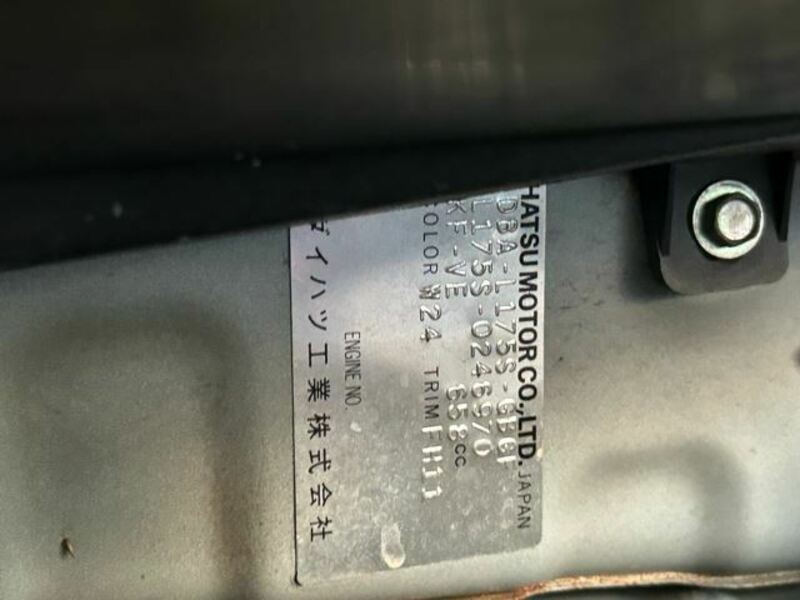 HATSU MOTOR CO., LTD. JAPAN
DBA-L175S-GBGF
L175S-0246970
KF-VE 658cc
COLOR W24 TRIM FH11
ENGINE NO.
ダイハツ工業株式会社